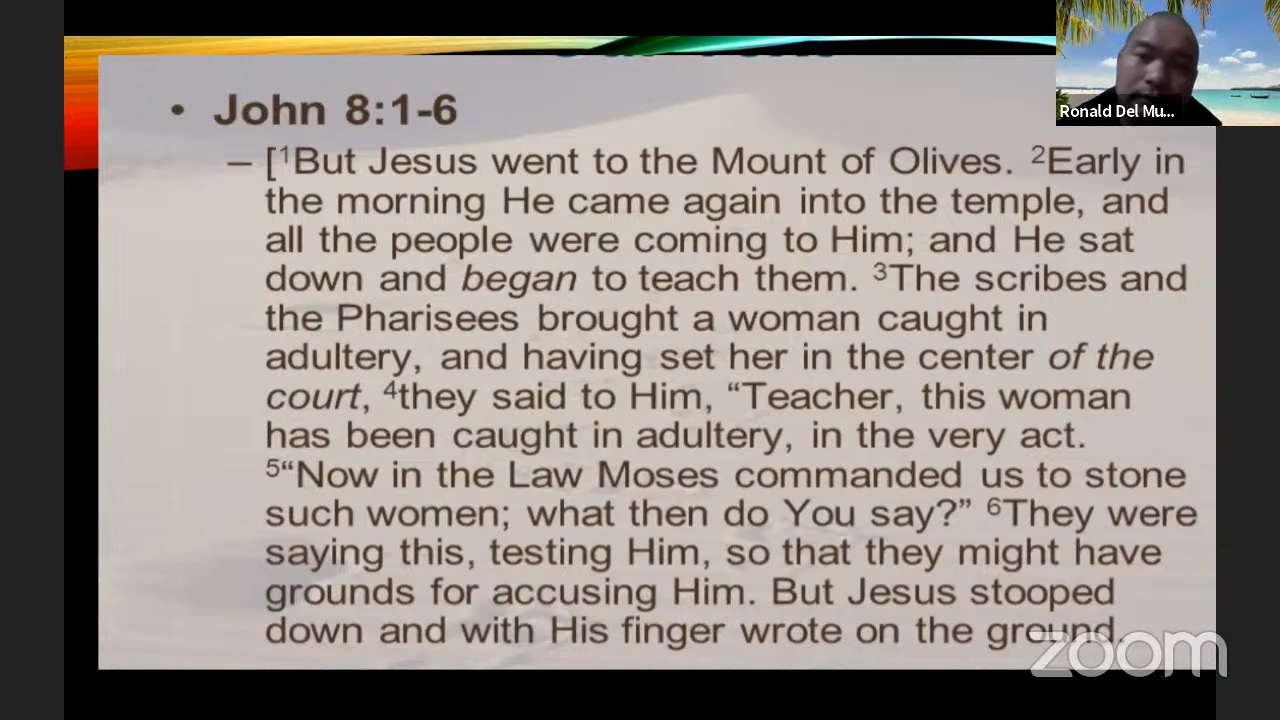 • John 8:1-6
– [¹But Jesus went to the Mount of Olives. ²Early in
the morning He came again into the temple, and
all the people were coming to Him; and He sat
down and began to teach them. ³The scribes and
the Pharisees brought a woman caught in
adultery, and having set her in the center of the
court, ⁴they said to Him, “Teacher, this woman
has been caught in adultery, in the very act.
⁵“Now in the Law Moses commanded us to stone
such women; what then do You say?” ⁶They were
saying this, testing Him, so that they might have
grounds for accusing Him. But Jesus stooped
down and with His finger wrote on the ground.
Ronald Del Mu...
zoom